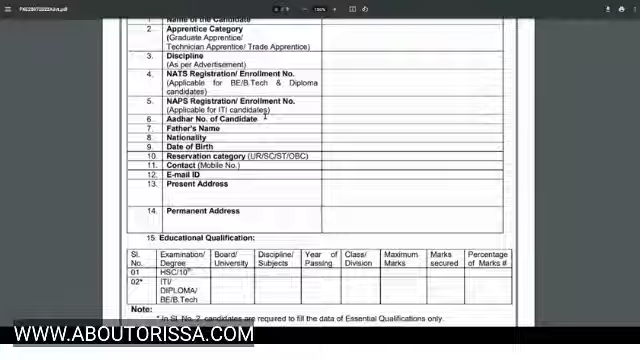 1. Name of the Candidate
2. Apprentice Category
(Graduate Apprentice/
Technician Apprentice / Trade Apprentice)
3. Discipline
(As per Advertisement)
4. NATS Registration/ Enrollment No.
(Applicable for BE/B.Tech & Diploma
candidates)
5. NAPS Registration/ Enrollment No.
(Applicable for ITI candidates)
6. Aadhar No. of Candidate
7. Father's Name
8. Nationality
9. Date of Birth
10. Reservation category (UR/SC/ST/OBC)
11. Contact (Mobile No.)
12. E-mail ID
13. Present Address
14. Permanent Address
15. Educational Qualification:
Sl. Examination/ Board/ Discipline/ Year of Class/ Maximum Marks Percentage
No. Degree University Subjects Passing Division Marks secured of Marks #
01 HSC/10th
02* ITI/
DIPLOMA/
BE/B.Tech
Note:
* In Sl. No. 2, candidates are required to fill the data of Essential Qualifications only.
WWW.ABOUTORISSA.COM